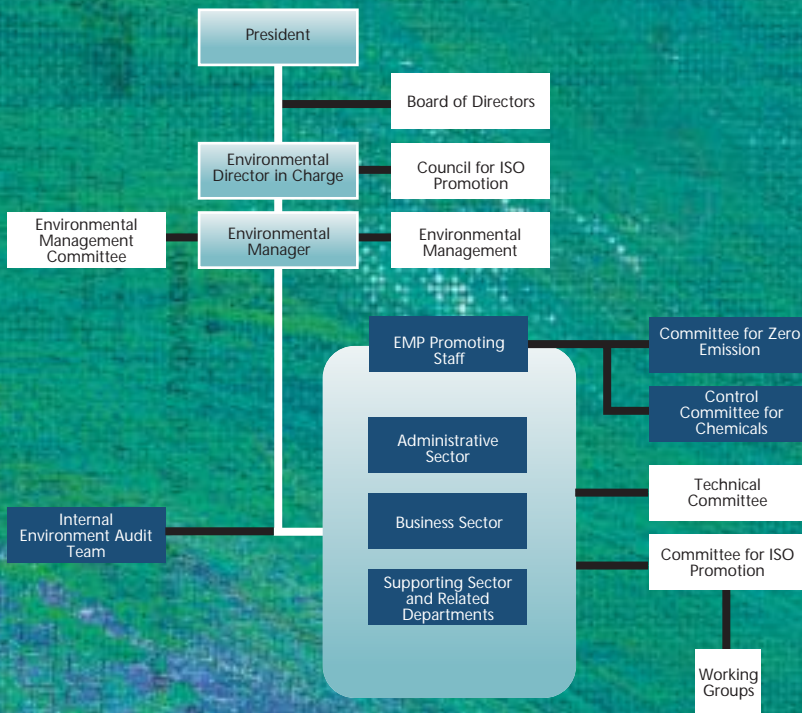 President
Board of Directors
Environmental
Director in Charge
Council for ISO
Promotion
Environmental
Management
Committee
Environmental
Manager
Environmental
Management
EMP Promoting
Staff
Committee for Zero
Emission
Control
Committee for
Chemicals
Administrative
Sector
Technical
Committee
Internal
Environment Audit
Team
Business Sector
Committee for ISO
Promotion
Supporting Sector
and Related
Departments
Working
Groups